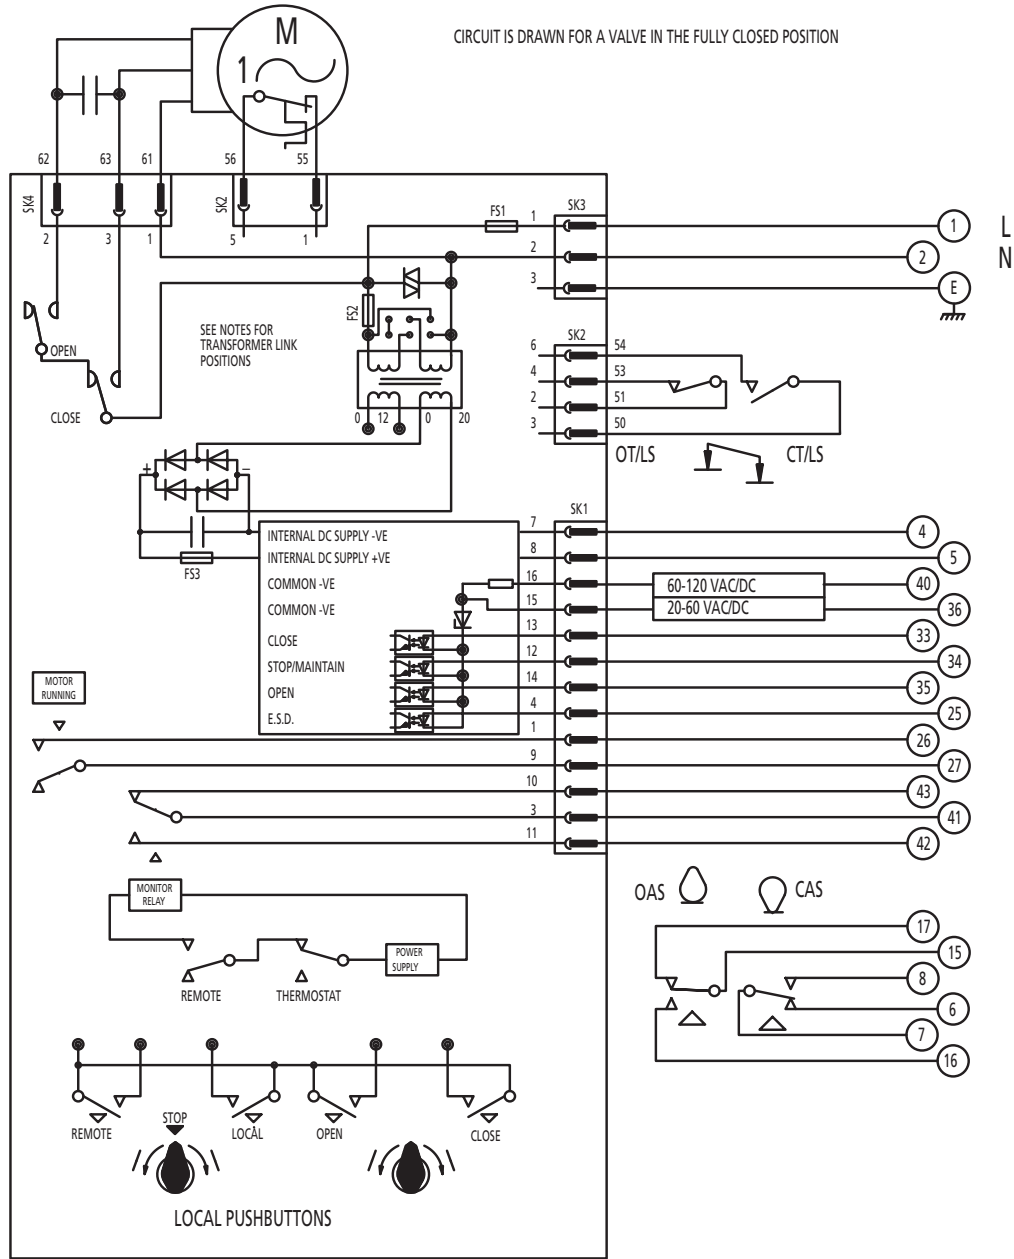 CIRCUIT IS DRAWN FOR A VALVE IN THE FULLY CLOSED POSITION
M
1
62 63 61 56 55
SK4
SK2
2 3 1 5 1
FS1
SK3
1
1
L
2
2
N
3
E
FS2
SEE NOTES FOR
TRANSFORMER LINK
POSITIONS
OPEN
CLOSE
0 12 0 20
SK2
6 54
4 53
2 51
3 50
OT/LS
CT/LS
+ −
FS3
SK1
INTERNAL DC SUPPLY -VE
7
4
INTERNAL DC SUPPLY +VE
8
5
COMMON -VE
16
60-120 VAC/DC
40
COMMON -VE
15
20-60 VAC/DC
36
CLOSE
13
33
STOP/MAINTAIN
12
34
OPEN
14
35
E.S.D.
4
25
MOTOR
RUNNING
1
26
9
27
10
43
3
41
11
42
MONITOR
RELAY
REMOTE
THERMOSTAT
POWER
SUPPLY
OAS
CAS
17
15
8
6
7
16
REMOTE
STOP
LOCAL
OPEN
CLOSE
LOCAL PUSHBUTTONS